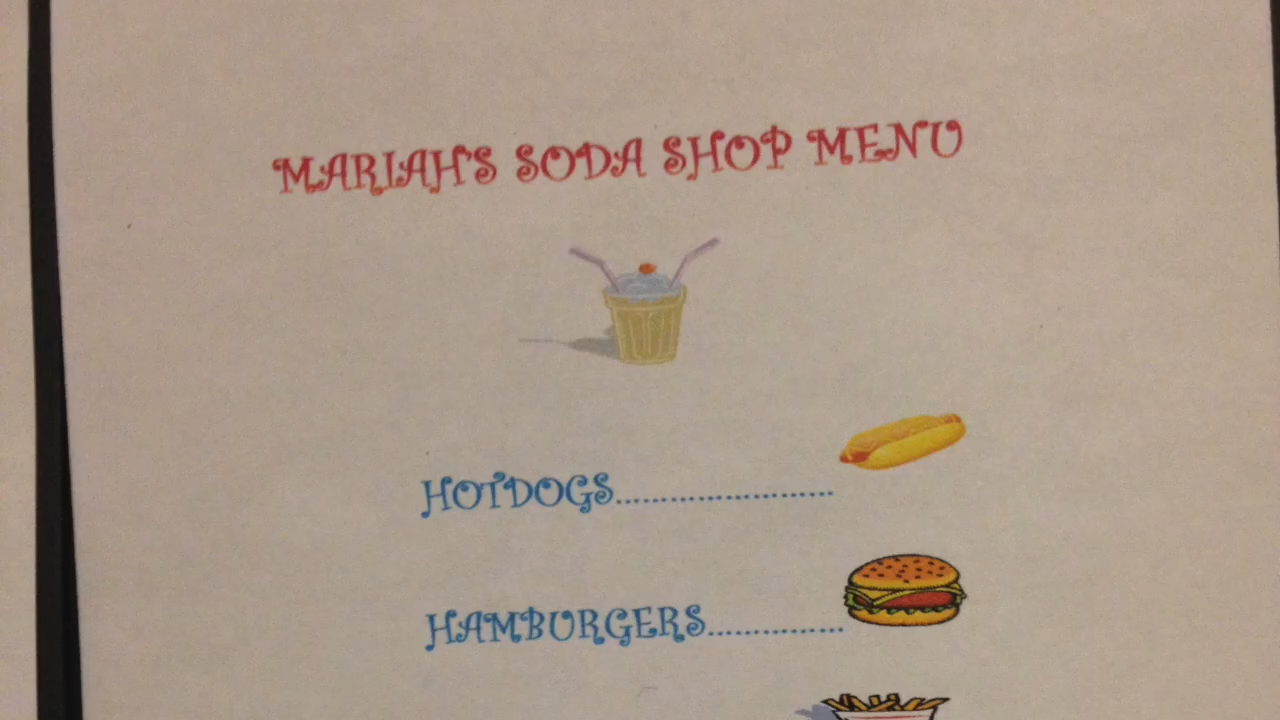 MARIAH'S SODA SHOP MENU
HOTDOGS........................
HAMBURGERS...............